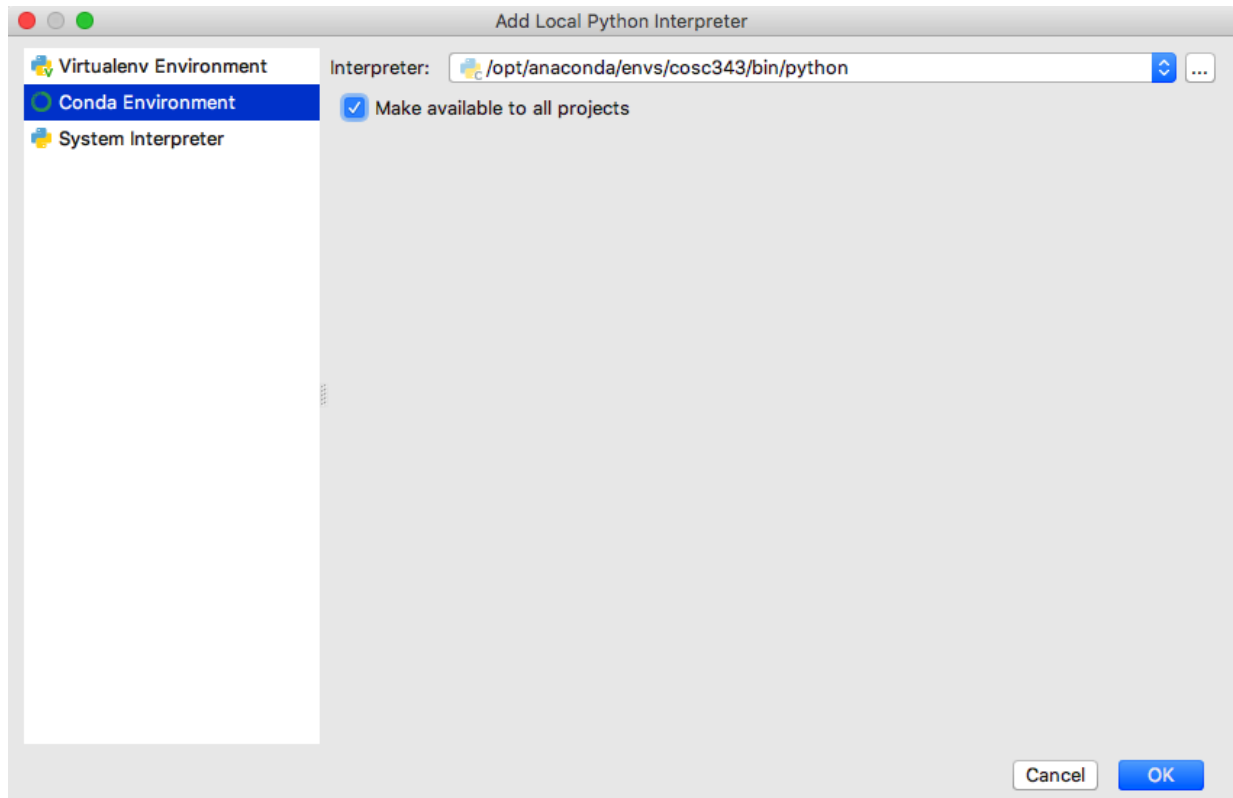 Add Local Python Interpreter
Virtualenv Environment
Conda Environment
System Interpreter
Interpreter: /opt/anaconda/envs/cosc343/bin/python ...
Make available to all projects
Cancel OK